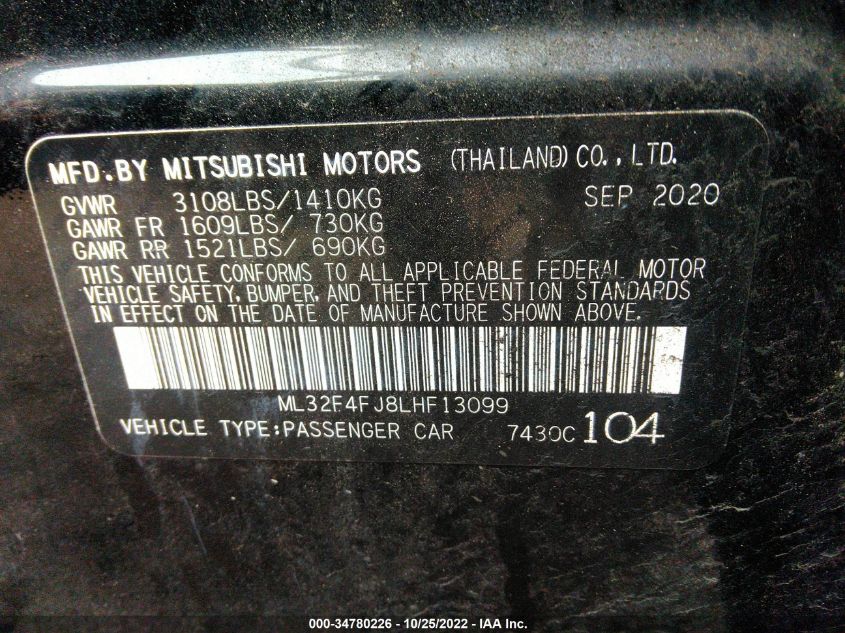 MFD.BY MITSUBISHI MOTORS (THAILAND) CO., LTD.
GVWR 3108LBS/1410KG SEP 2020
GAWR FR 1609LBS/ 730KG
GAWR RR 1521LBS/ 690KG
THIS VEHICLE CONFORMS TO ALL APPLICABLE FEDERAL MOTOR
VEHICLE SAFETY, BUMPER, AND THEFT PREVENTION STANDARDS
IN EFFECT ON THE DATE OF MANUFACTURE SHOWN ABOVE.
ML32F4FJ8LHF13099
VEHICLE TYPE:PASSENGER CAR 7430C 104
000-34780226 - 10/25/2022 - IAA Inc.